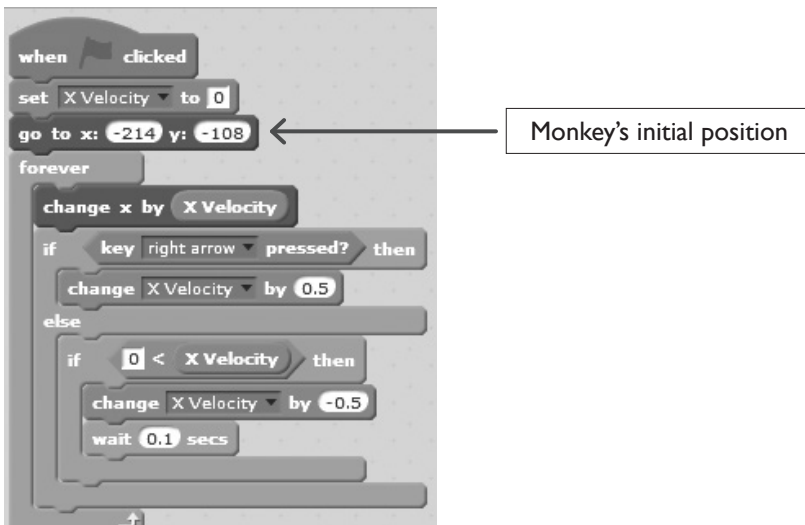 when clicked
set X Velocity to 0
go to x: -214 y: -108
Monkey's initial position
forever
change x by X Velocity
if key right arrow pressed? then
change X Velocity by 0.5
else
if 0 < X Velocity then
change X Velocity by -0.5
wait 0.1 secs